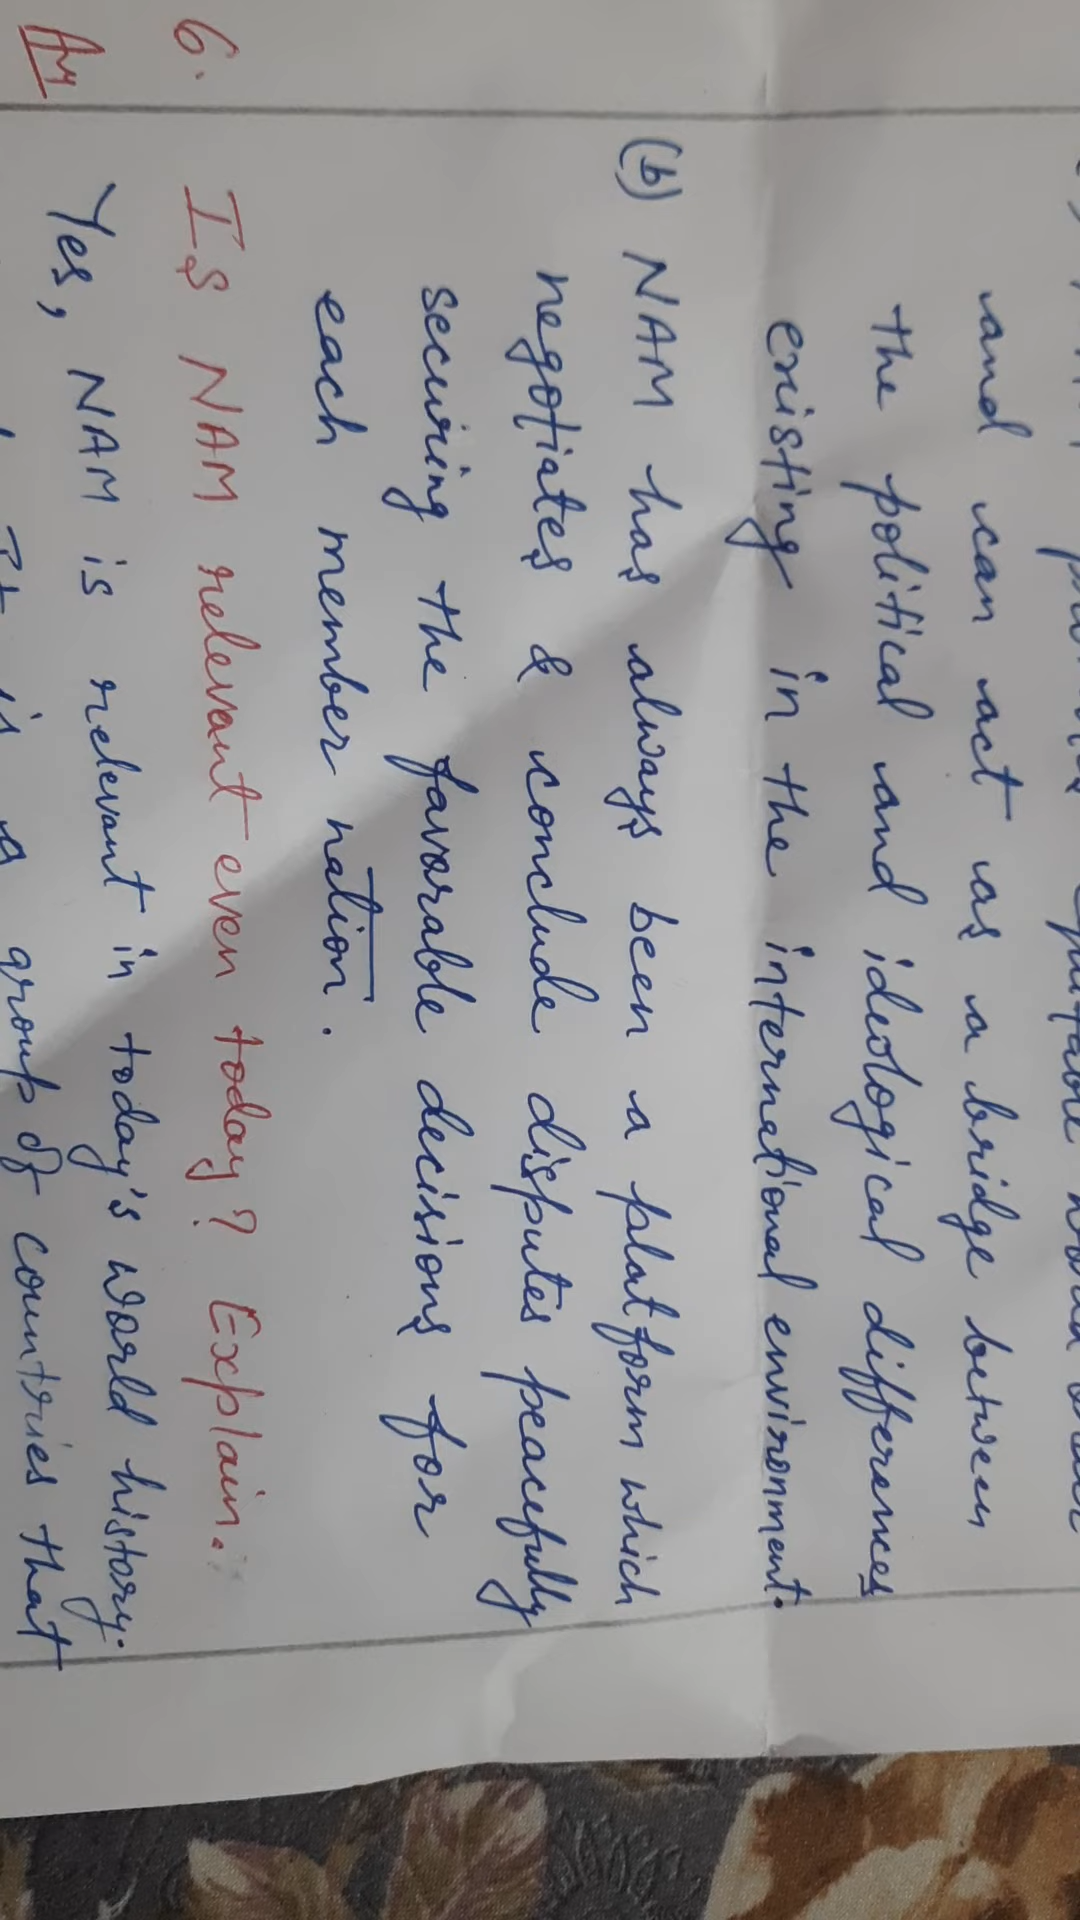 and can act as a bridge between
the political and ideological differences
existing in the international environment.
(b) NAM has always been a platform which
negotiates & conclude disputes peacefully
securing the favorable decisions for
each member nation.
6. Is NAM relevant even today? Explain.
Ans Yes, NAM is relevant in today's world history.
It is a group of countries that